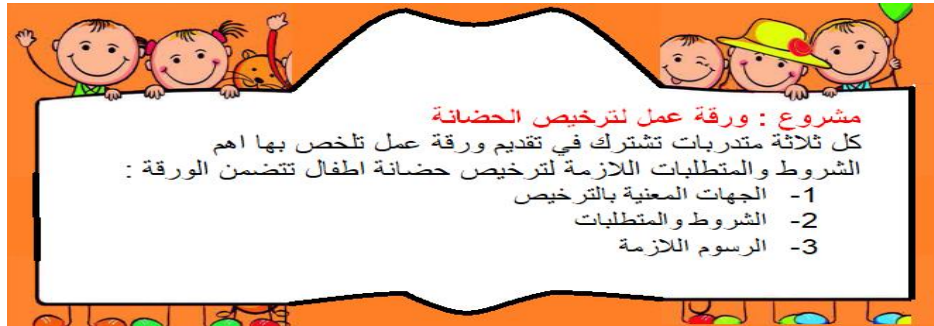 مشروع : ورقة عمل لترخيص الحضانة
كل ثلاثة متدربات تشترك في تقديم ورقة عمل تلخص بها اهم
الشروط والمتطلبات اللازمة لترخيص حضانة اطفال تتضمن الورقة :
1- الجهات المعنية بالترخيص
2- الشروط والمتطلبات
3- الرسوم اللازمة